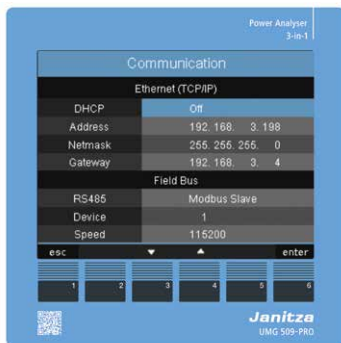 Power Analyser
3-in-1
Communication
Ethernet (TCP/IP)
DHCP Off
Address 192. 168. 3. 198
Netmask 255. 255. 255. 0
Gateway 192. 168. 3. 4
Field Bus
RS485 Modbus Slave
Device 1
Speed 115200
esc ▼ ▲ enter
1 2 3 4 5 6
Janitza
UMG 509-PRO